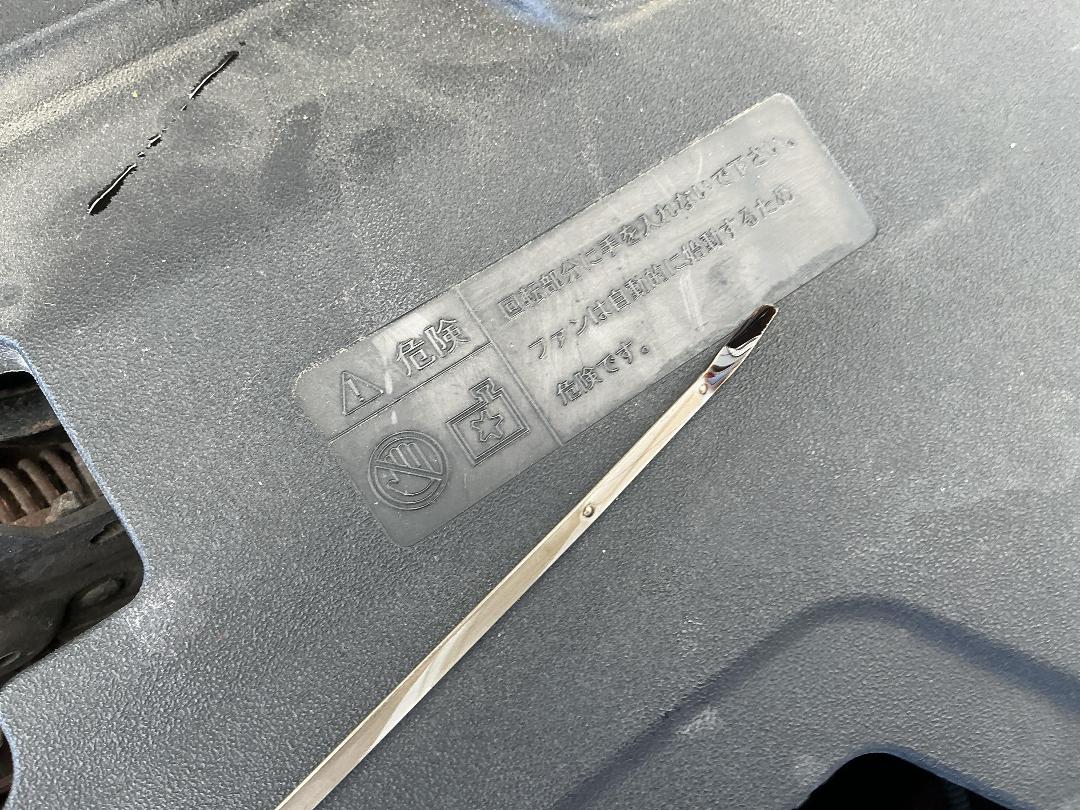 危険
回転部分に手を入れないで下さい。
ファンは自動的に始動するため
危険です。